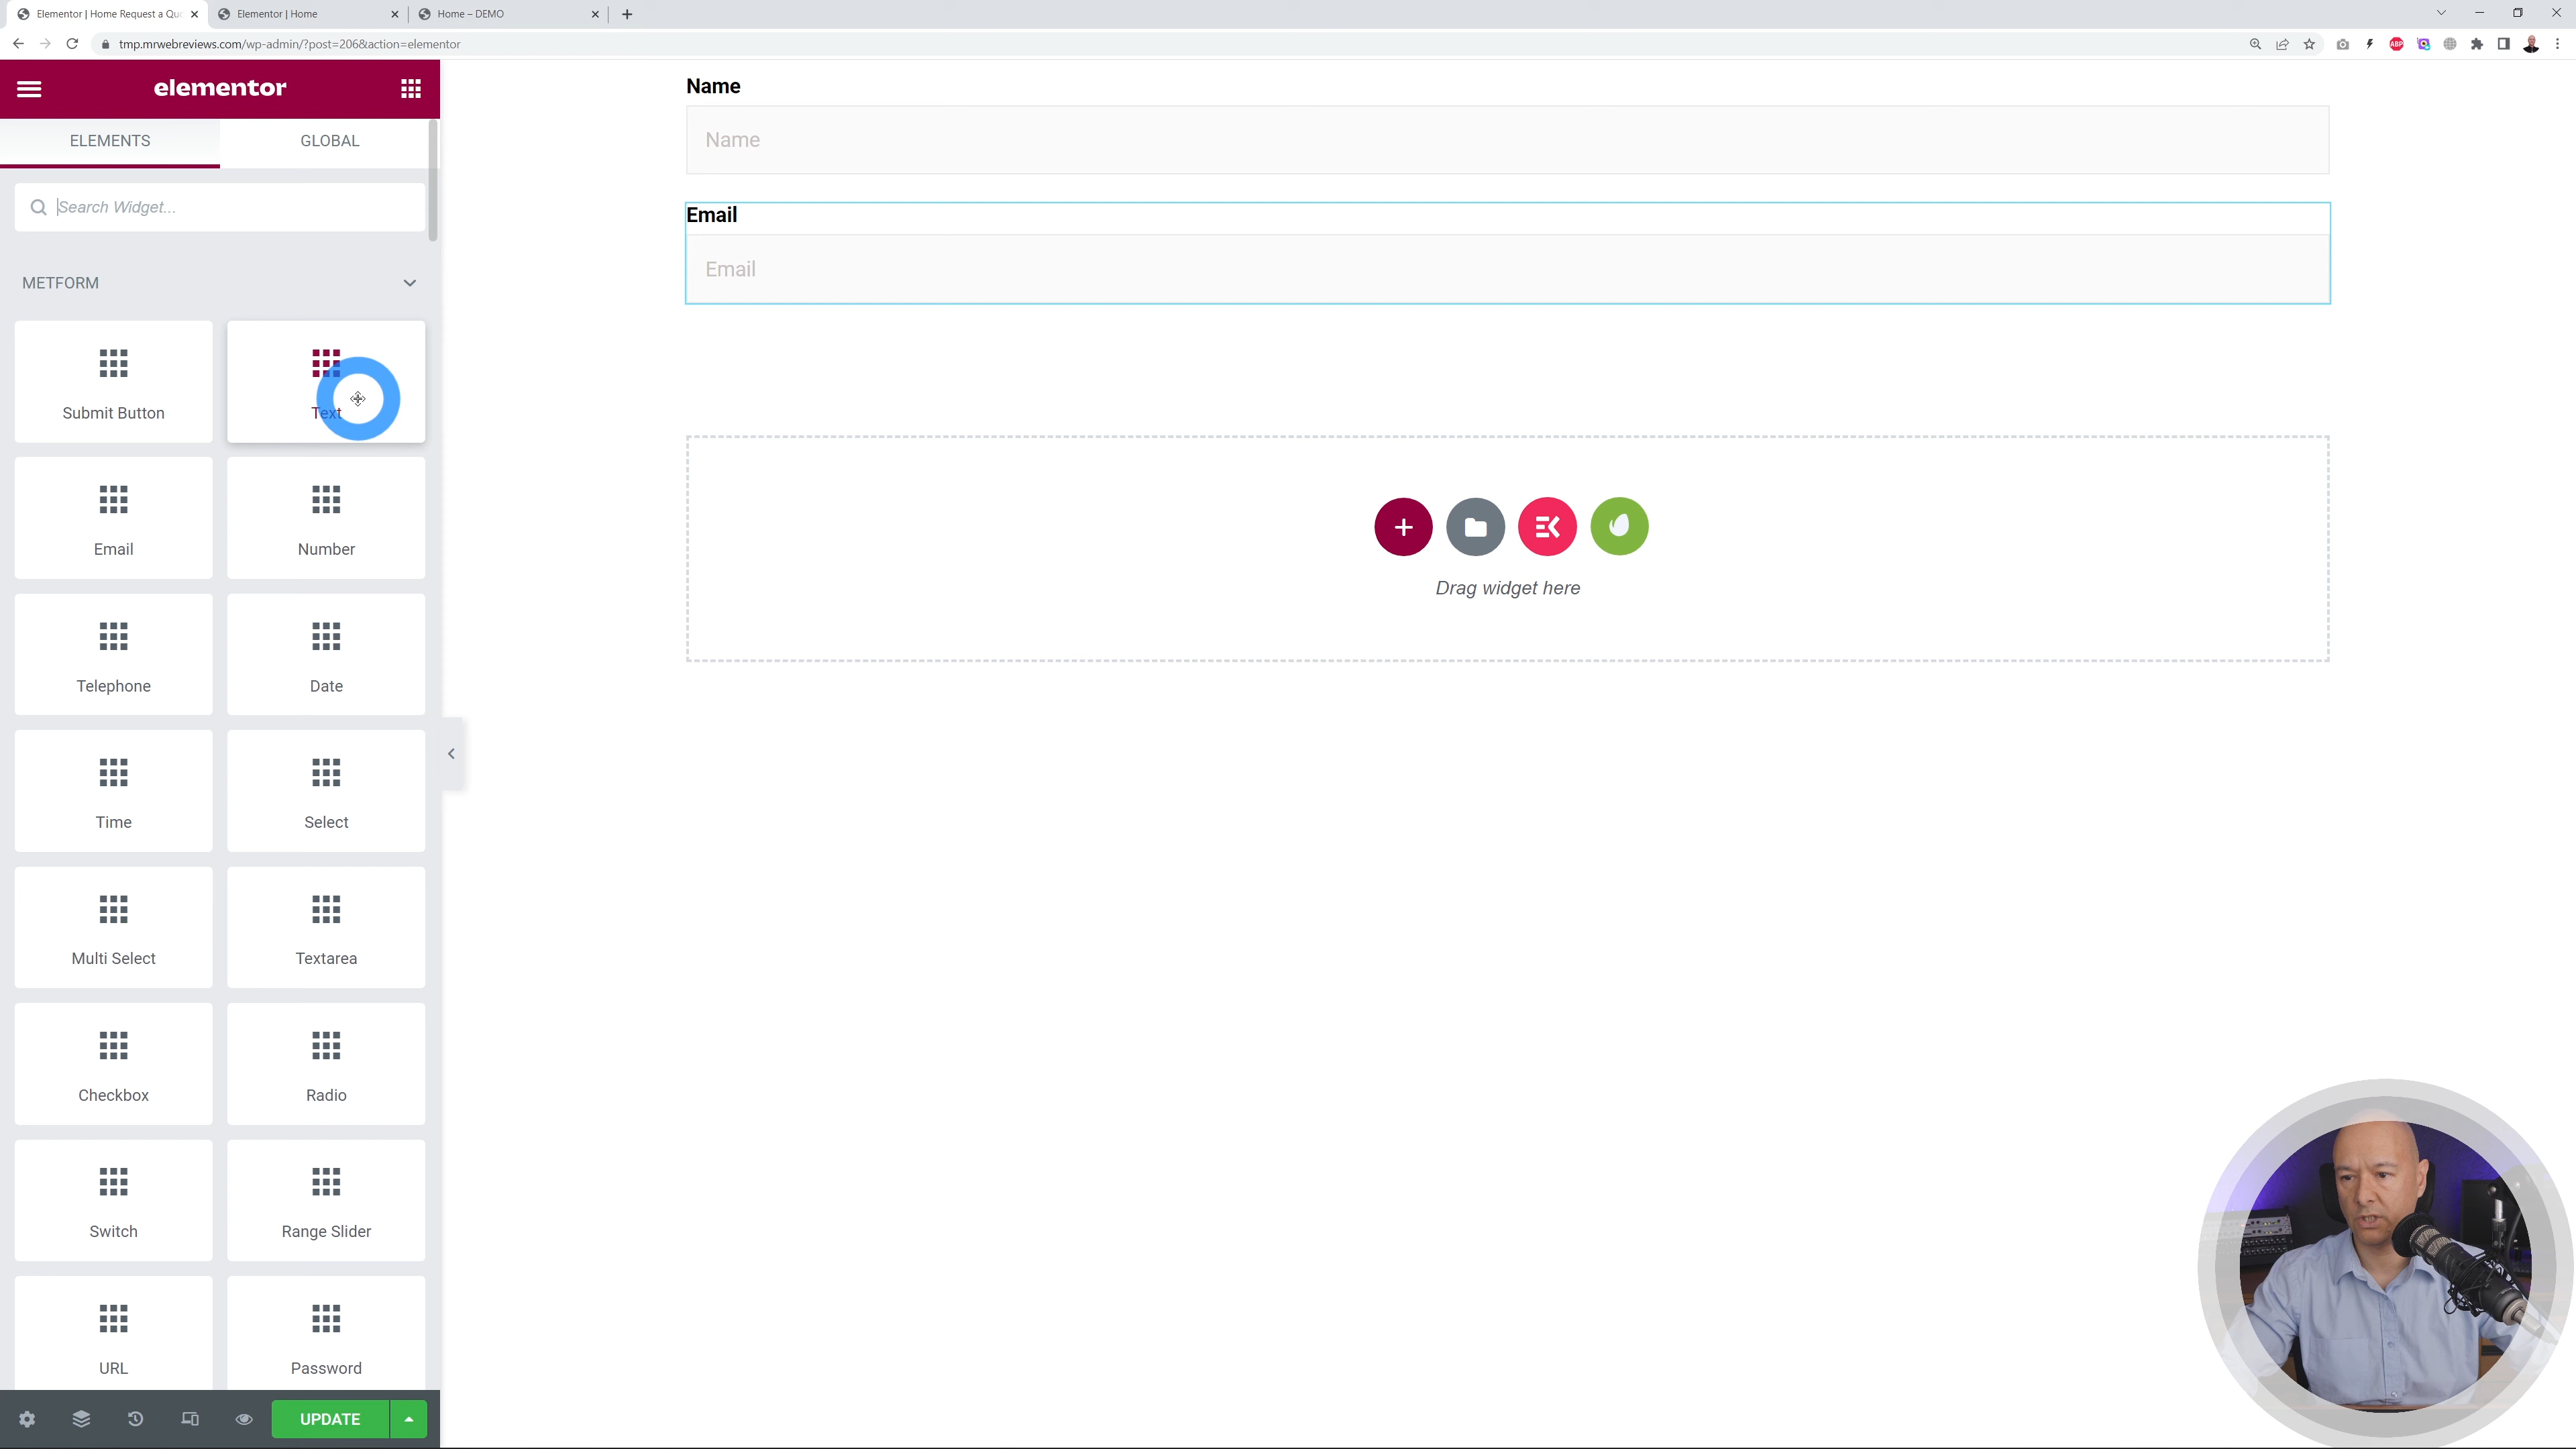 Elementor | Home Request a Qu
Elementor | Home
Home – DEMO
tmp.mrwebreviews.com/wp-admin/?post=206&action=elementor
ABP
elementor
ELEMENTS
GLOBAL
Search Widget...
METFORM
Submit Button
Text
Email
Number
Telephone
Date
Time
Select
Multi Select
Textarea
Checkbox
Radio
Switch
Range Slider
URL
Password
UPDATE
Name
Name
Email
Email
Drag widget here